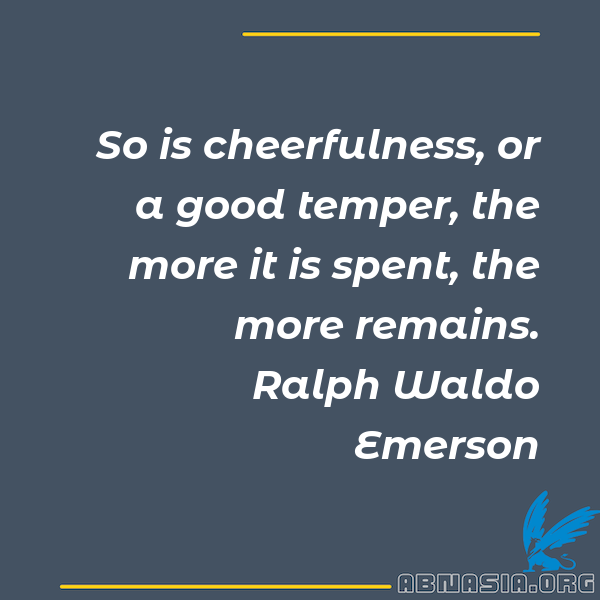 So is cheerfulness, or
a good temper, the
more it is spent, the
more remains.
Ralph Waldo
Emerson
ABNASIA.ORG